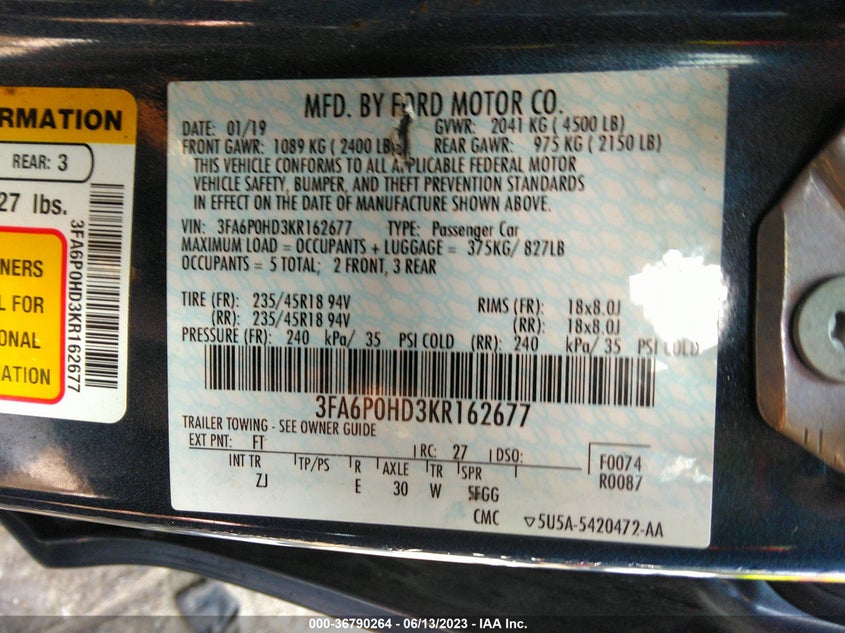 RMATION
REAR: 3
27 lbs.
NERS
L FOR
ONAL
ATION
3FA6P0HD3KR162677
MFD. BY FORD MOTOR CO.
DATE: 01/19 GVWR: 2041 KG ( 4500 LB)
FRONT GAWR: 1089 KG ( 2400 LB) REAR GAWR: 975 KG ( 2150 LB)
THIS VEHICLE CONFORMS TO ALL APPLICABLE FEDERAL MOTOR
VEHICLE SAFETY, BUMPER, AND THEFT PREVENTION STANDARDS
IN EFFECT ON THE DATE OF MANUFACTURE SHOWN ABOVE.
VIN: 3FA6P0HD3KR162677 TYPE: Passenger Car
MAXIMUM LOAD = OCCUPANTS + LUGGAGE = 375KG/ 827LB
OCCUPANTS = 5 TOTAL; 2 FRONT, 3 REAR
TIRE (FR): 235/45R18 94V RIMS (FR): 18x8.0J
(RR): 235/45R18 94V (RR): 18x8.0J
PRESSURE (FR): 240 kPa/ 35 PSI COLD (RR): 240 kPa/ 35 PSI COLD
3FA6P0HD3KR162677
TRAILER TOWING - SEE OWNER GUIDE
EXT PNT: FT RC: 27 DSO:
INT TR TP/PS R AXLE TR SPR F0074
ZJ E 30 W 5FGG R0087
CMC ▽5U5A-5420472-AA
000-36790264 - 06/13/2023 - IAA Inc.